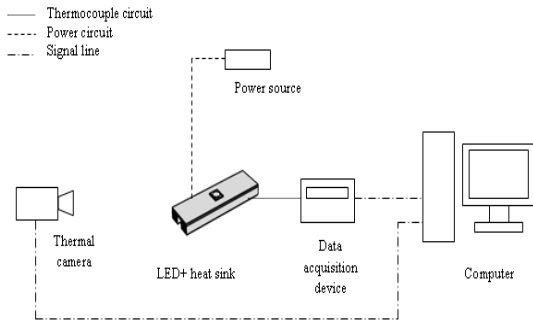 Thermocouple circuit
Power circuit
Signal line
Power source
Thermal
camera
LED+ heat sink
Data
acquisition
device
Computer